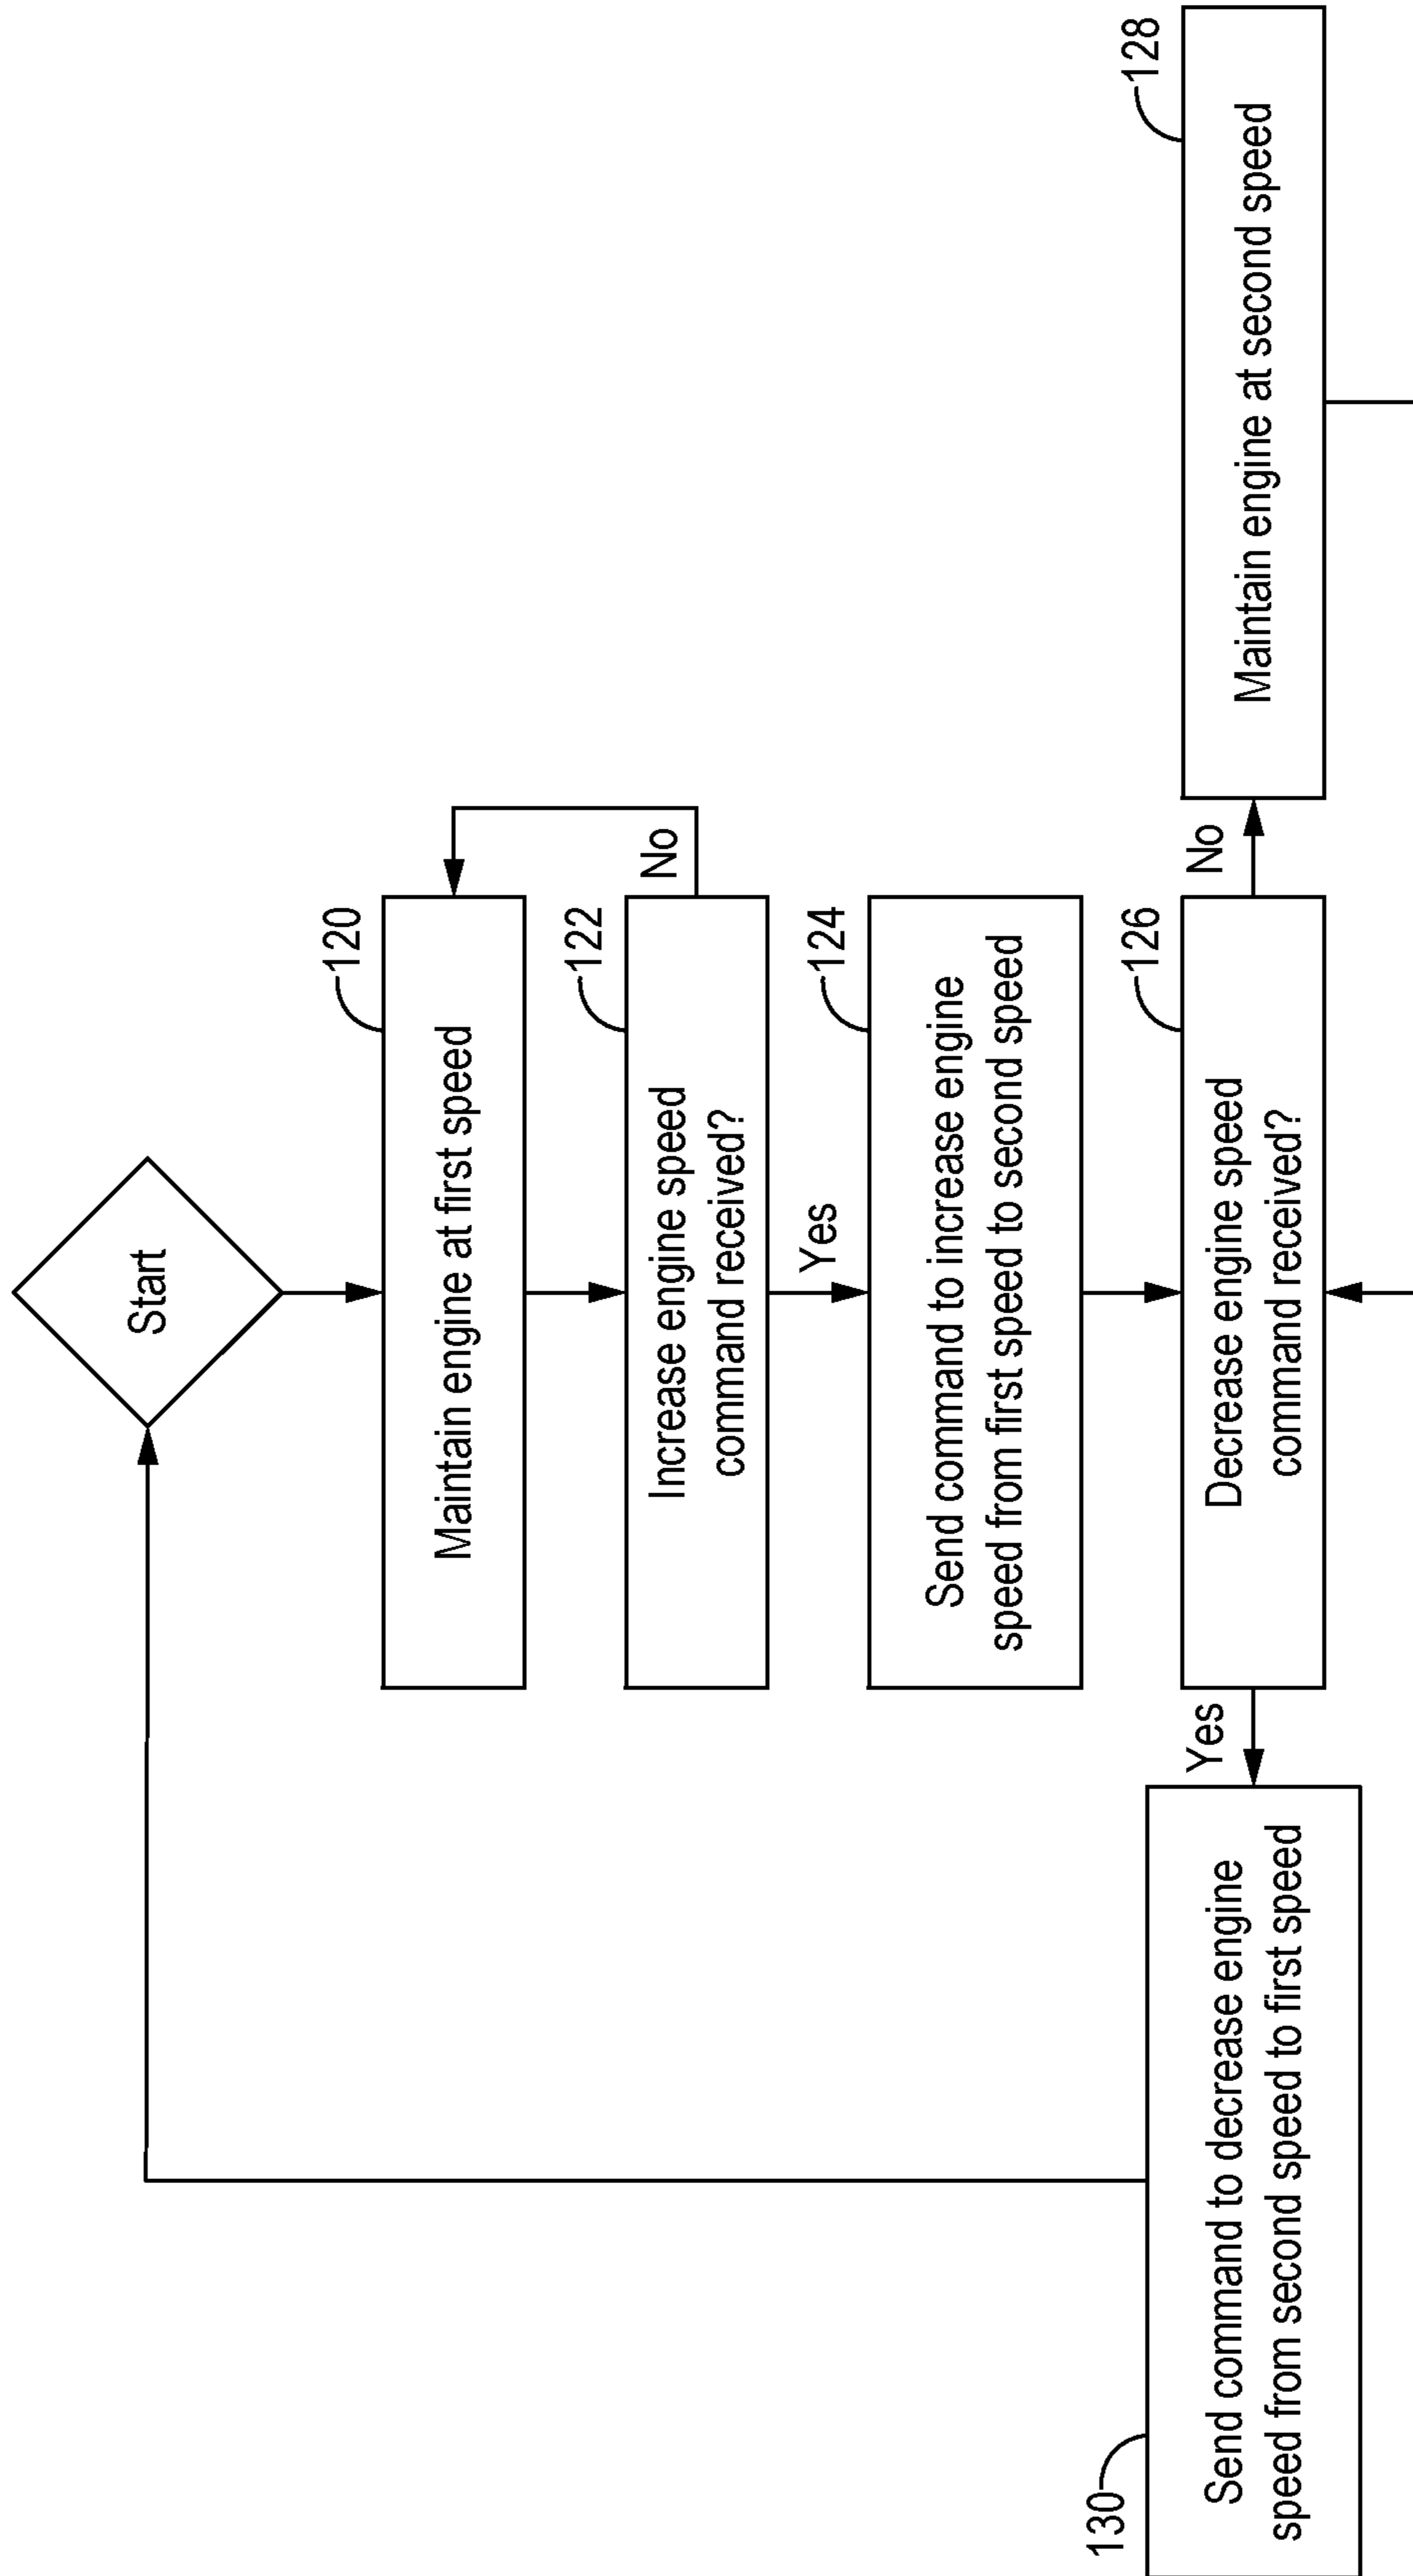 Start
120
Maintain engine at first speed
122
Increase engine speed
command received?
No
Yes
124
Send command to increase engine
speed from first speed to second speed
126
Decrease engine speed
command received?
No
128
Maintain engine at second speed
Yes
130
Send command to decrease engine
speed from second speed to first speed